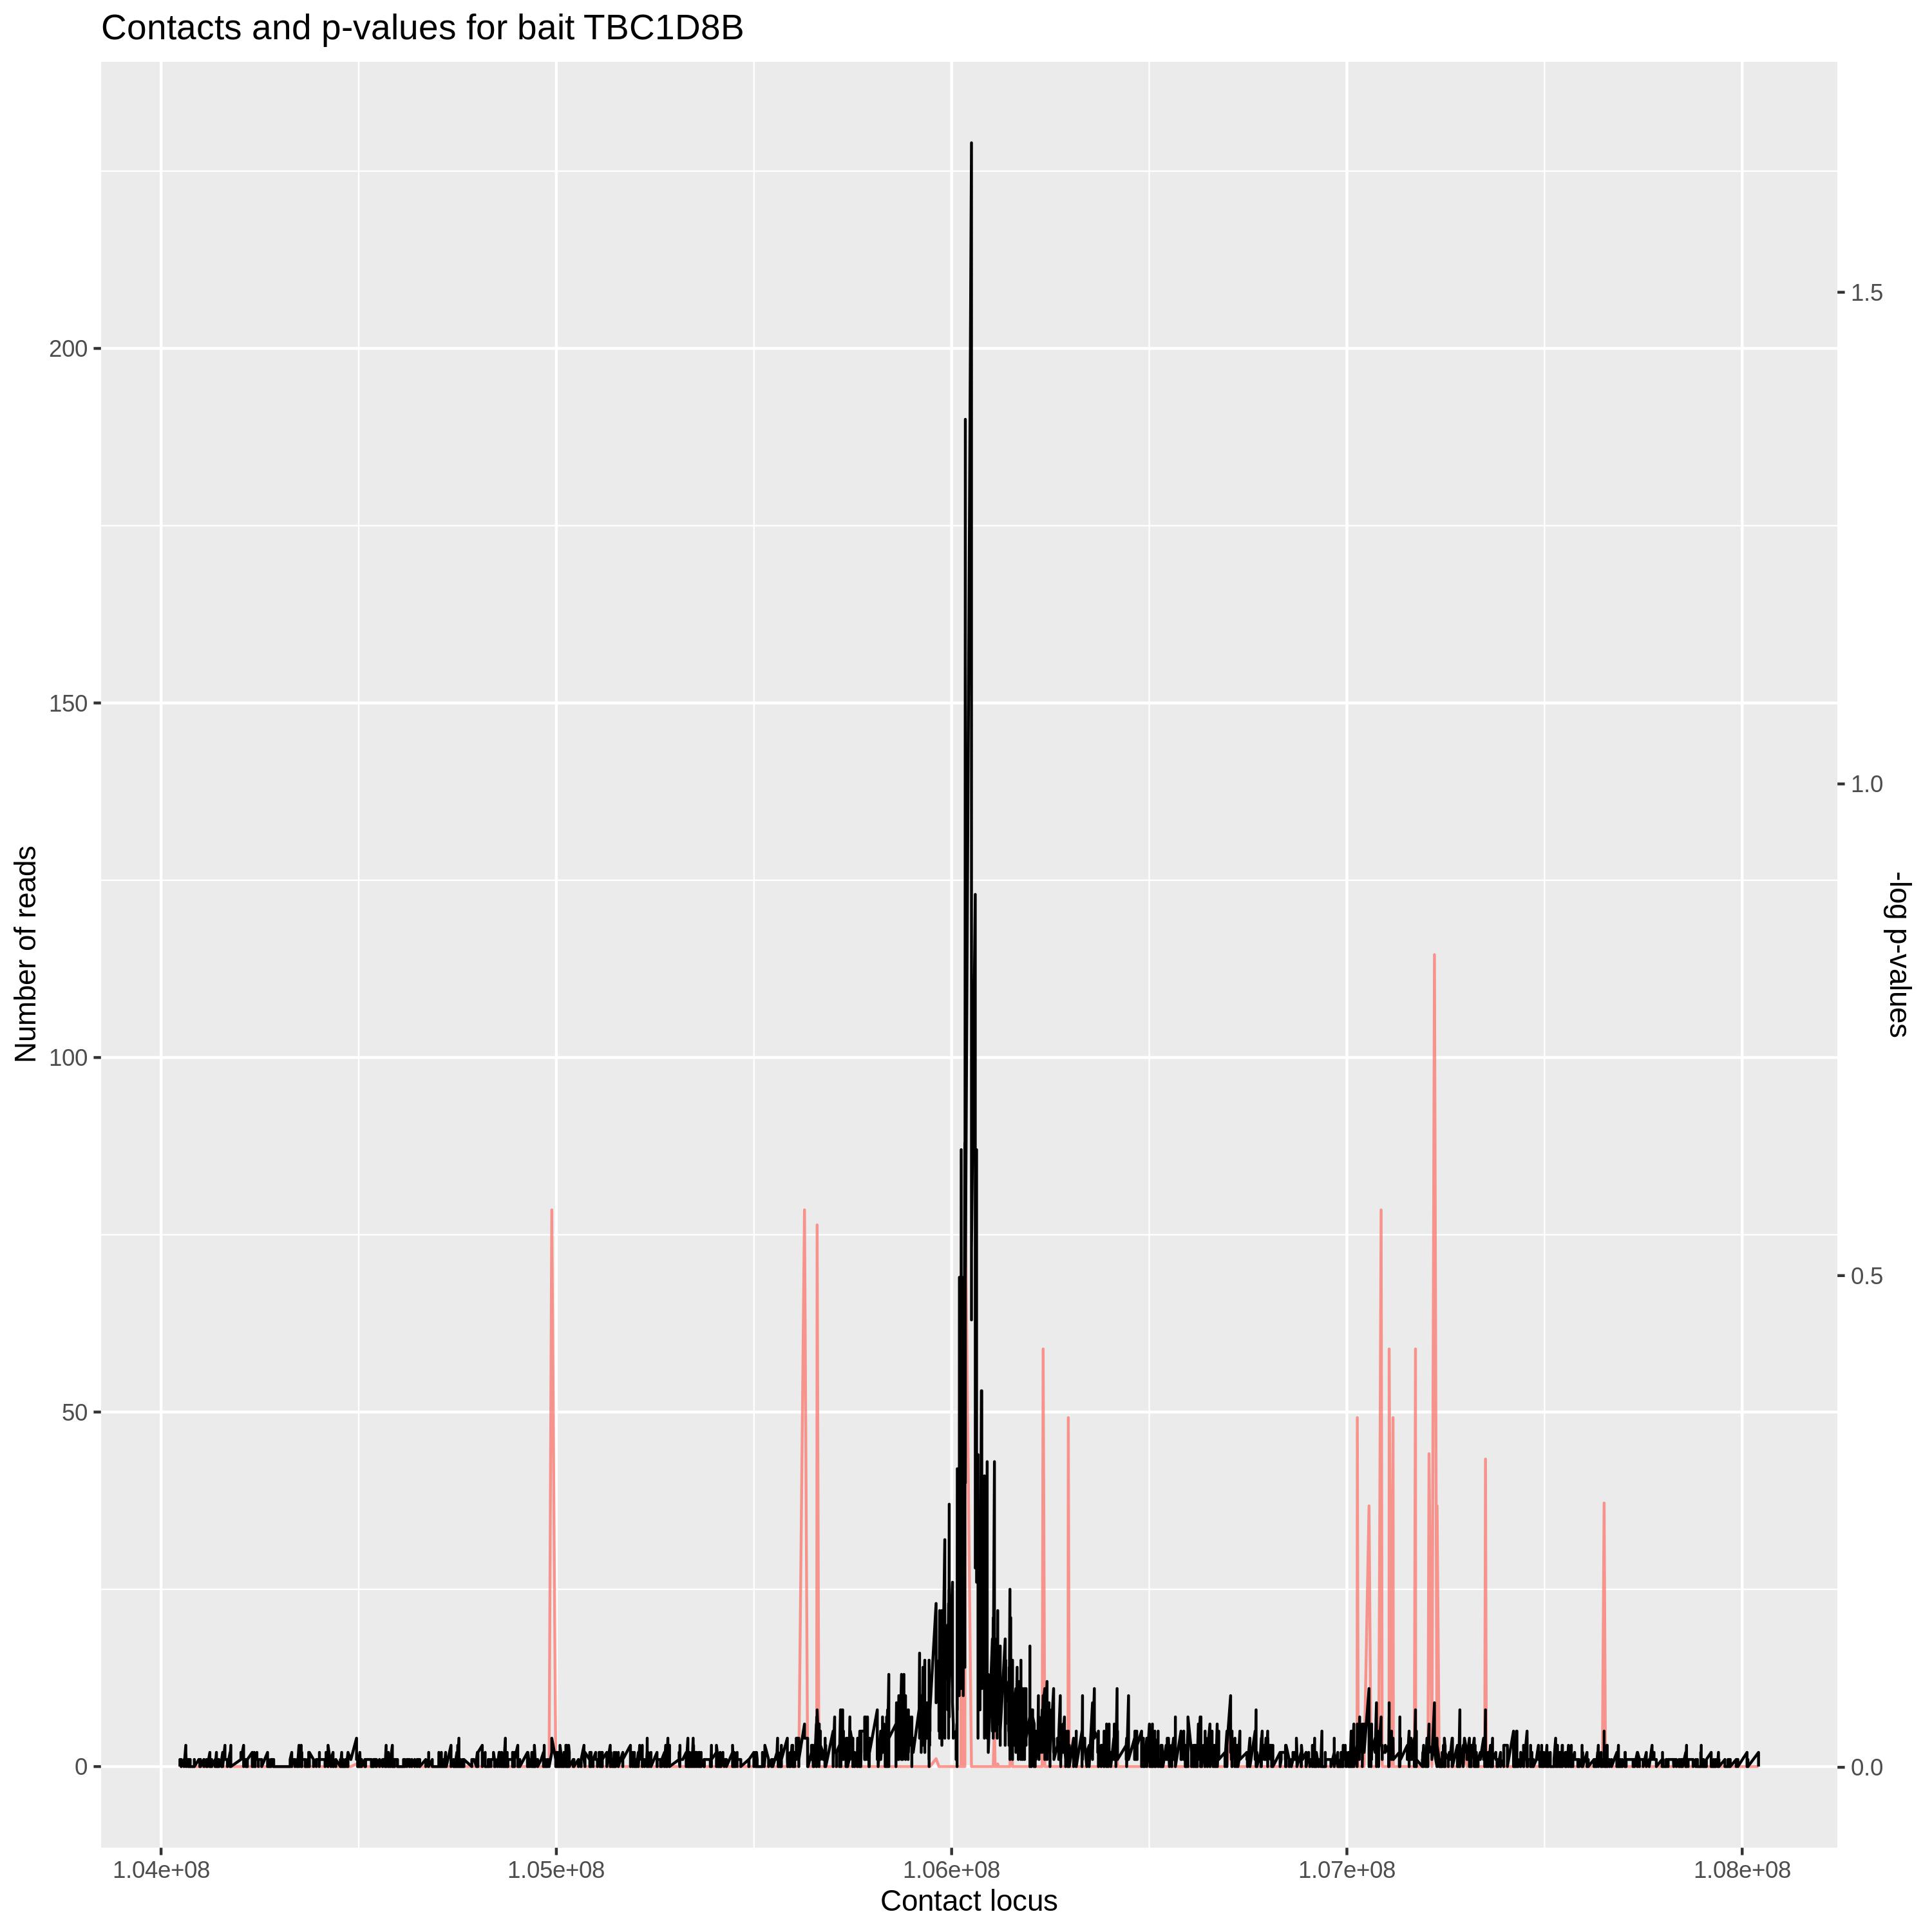 Contacts and p-values for bait TBC1D8B
Number of reads
200
150
100
50
0
1.5
1.0
0.5
0.0
-log p-values
1.04e+08
1.05e+08
1.06e+08
1.07e+08
1.08e+08
Contact locus